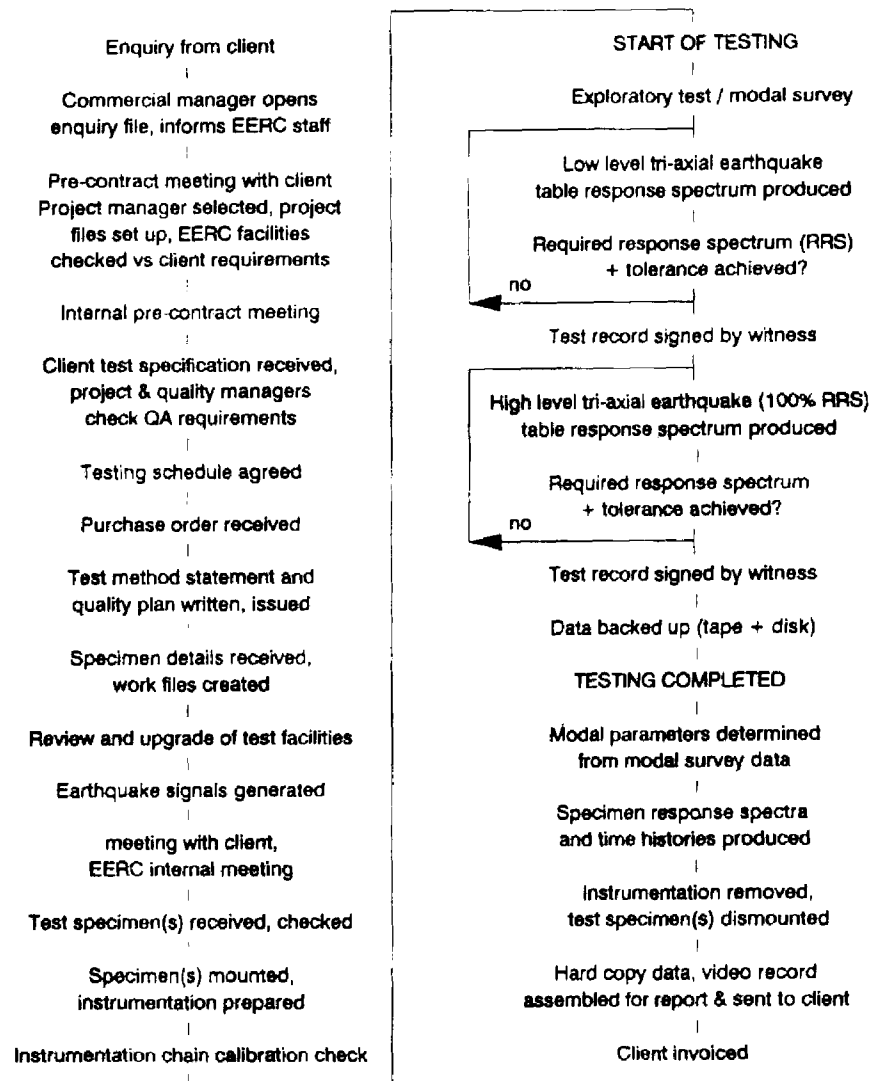 Enquiry from client
Commercial manager opens
enquiry file, informs EERC staff
Pre-contract meeting with client
Project manager selected, project
files set up, EERC facilities
checked vs client requirements
Internal pre-contract meeting
Client test specification received,
project & quality managers
check QA requirements
Testing schedule agreed
Purchase order received
Test method statement and
quality plan written, issued
Specimen details received,
work files created
Review and upgrade of test facilities
Earthquake signals generated
meeting with client,
EERC internal meeting
Test specimen(s) received, checked
Specimen(s) mounted,
instrumentation prepared
Instrumentation chain calibration check
START OF TESTING
Exploratory test / modal survey
Low level tri-axial earthquake
table response spectrum produced
Required response spectrum (RRS)
+ tolerance achieved?
no
Test record signed by witness
High level tri-axial earthquake (100% RRS)
table response spectrum produced
Required response spectrum
+ tolerance achieved?
no
Test record signed by witness
Data backed up (tape + disk)
TESTING COMPLETED
Modal parameters determined
from modal survey data
Specimen response spectra
and time histories produced
Instrumentation removed,
test specimen(s) dismounted
Hard copy data, video record
assembled for report & sent to client
Client invoiced